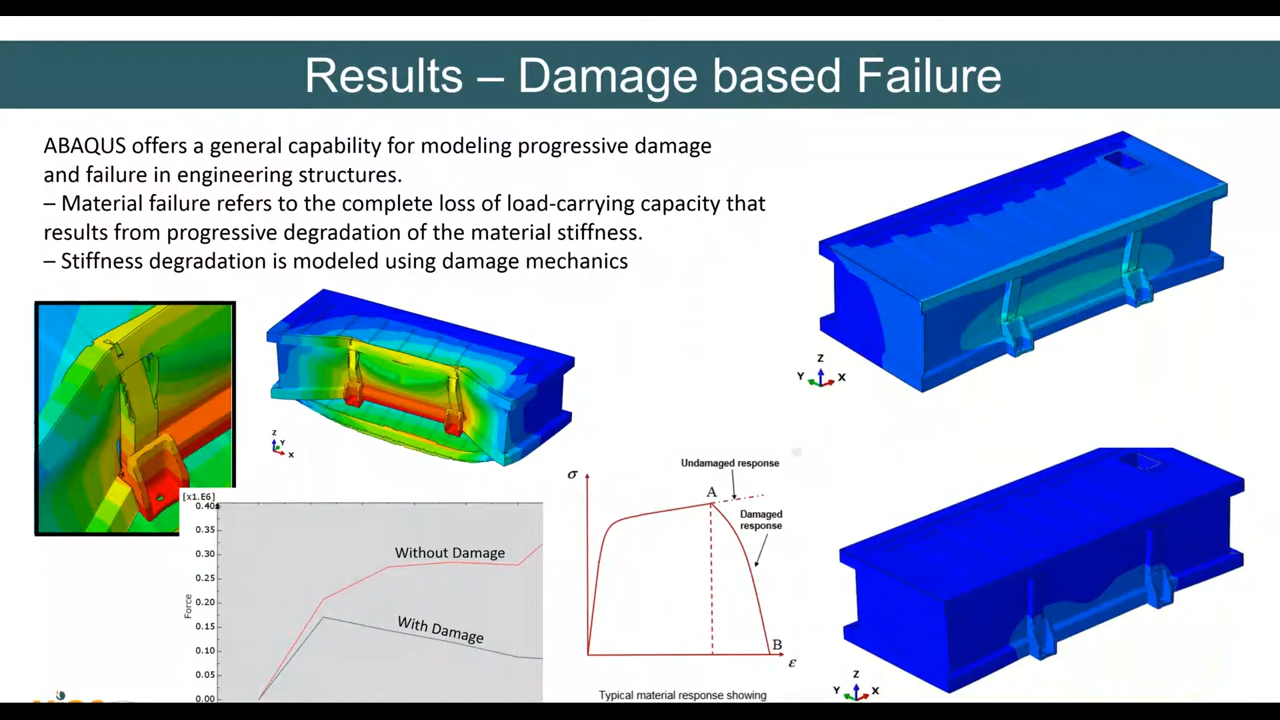 Results – Damage based Failure
ABAQUS offers a general capability for modeling progressive damage
and failure in engineering structures.
– Material failure refers to the complete loss of load-carrying capacity that
results from progressive degradation of the material stiffness.
– Stiffness degradation is modeled using damage mechanics
Z
Y
X
Z
Y
X
[x1.E6]
0.40
0.35
0.30
0.25
0.20
0.15
0.10
0.05
0.00
Force
Without Damage
With Damage
σ
Undamaged response
A
Damaged
response
B
ε
Typical material response showing
Z
Y
X